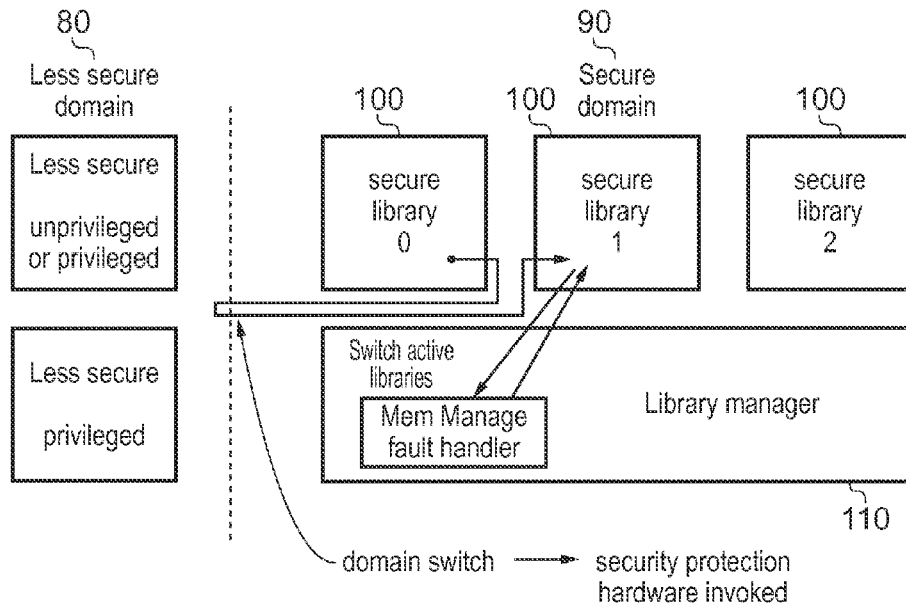 80
Less secure
domain
90
Secure
domain
100
100
100
Less secure
unprivileged
or privileged
secure
library
0
secure
library
1
secure
library
2
Less secure
privileged
Switch active
libraries
Mem Manage
fault handler
Library manager
110
domain switch
security protection
hardware invoked